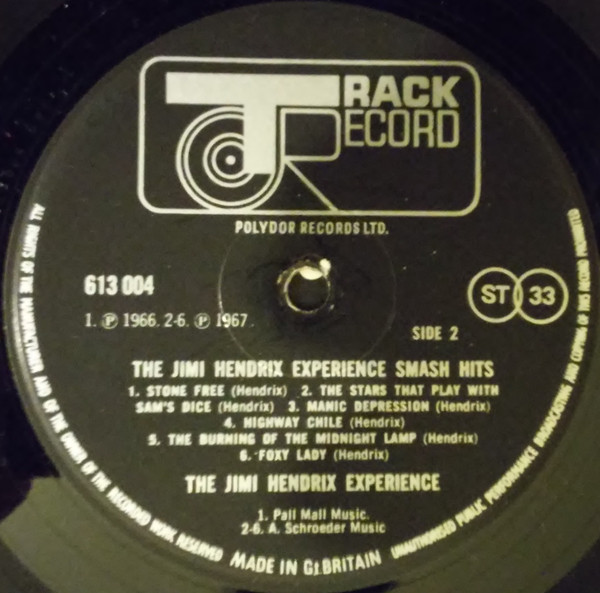 TRACK
RECORD
POLYDOR RECORDS LTD.
613 004
ST 33
1. ℗ 1966. 2-6. ℗ 1967.
SIDE 2
THE JIMI HENDRIX EXPERIENCE SMASH HITS
1. STONE FREE (Hendrix) 2. THE STARS THAT PLAY WITH
SAM'S DICE (Hendrix) 3. MANIC DEPRESSION (Hendrix)
4. HIGHWAY CHILE (Hendrix)
5. THE BURNING OF THE MIDNIGHT LAMP (Hendrix)
6. FOXY LADY (Hendrix)
THE JIMI HENDRIX EXPERIENCE
1. Pall Mall Music.
2-6. A. Schroeder Music
ALL RIGHTS OF THE MANUFACTURER AND OF THE OWNER OF THE RECORDED WORK RESERVED
MADE IN Gt. BRITAIN
UNAUTHORISED PUBLIC PERFORMANCE BROADCASTING AND COPYING OF THIS RECORD PROHIBITED